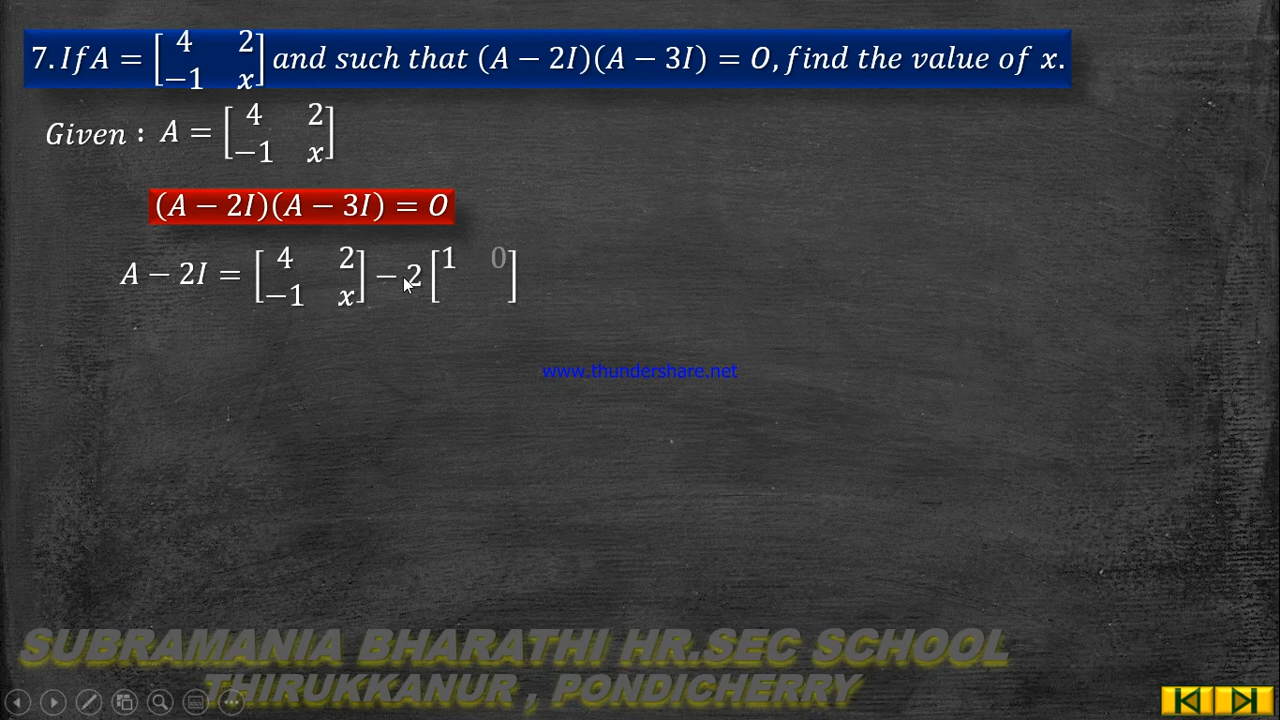 7. If A = [4 2; −1 x] and such that (A − 2I)(A − 3I) = O, find the value of x.
Given : A = [4 2; −1 x]
(A − 2I)(A − 3I) = O
A − 2I = [4 2; −1 x] − 2 [1 0]
www.thundershare.net
SUBRAMANIA BHARATHI HR.SEC SCHOOL
THIRUKKANUR , PONDICHERRY